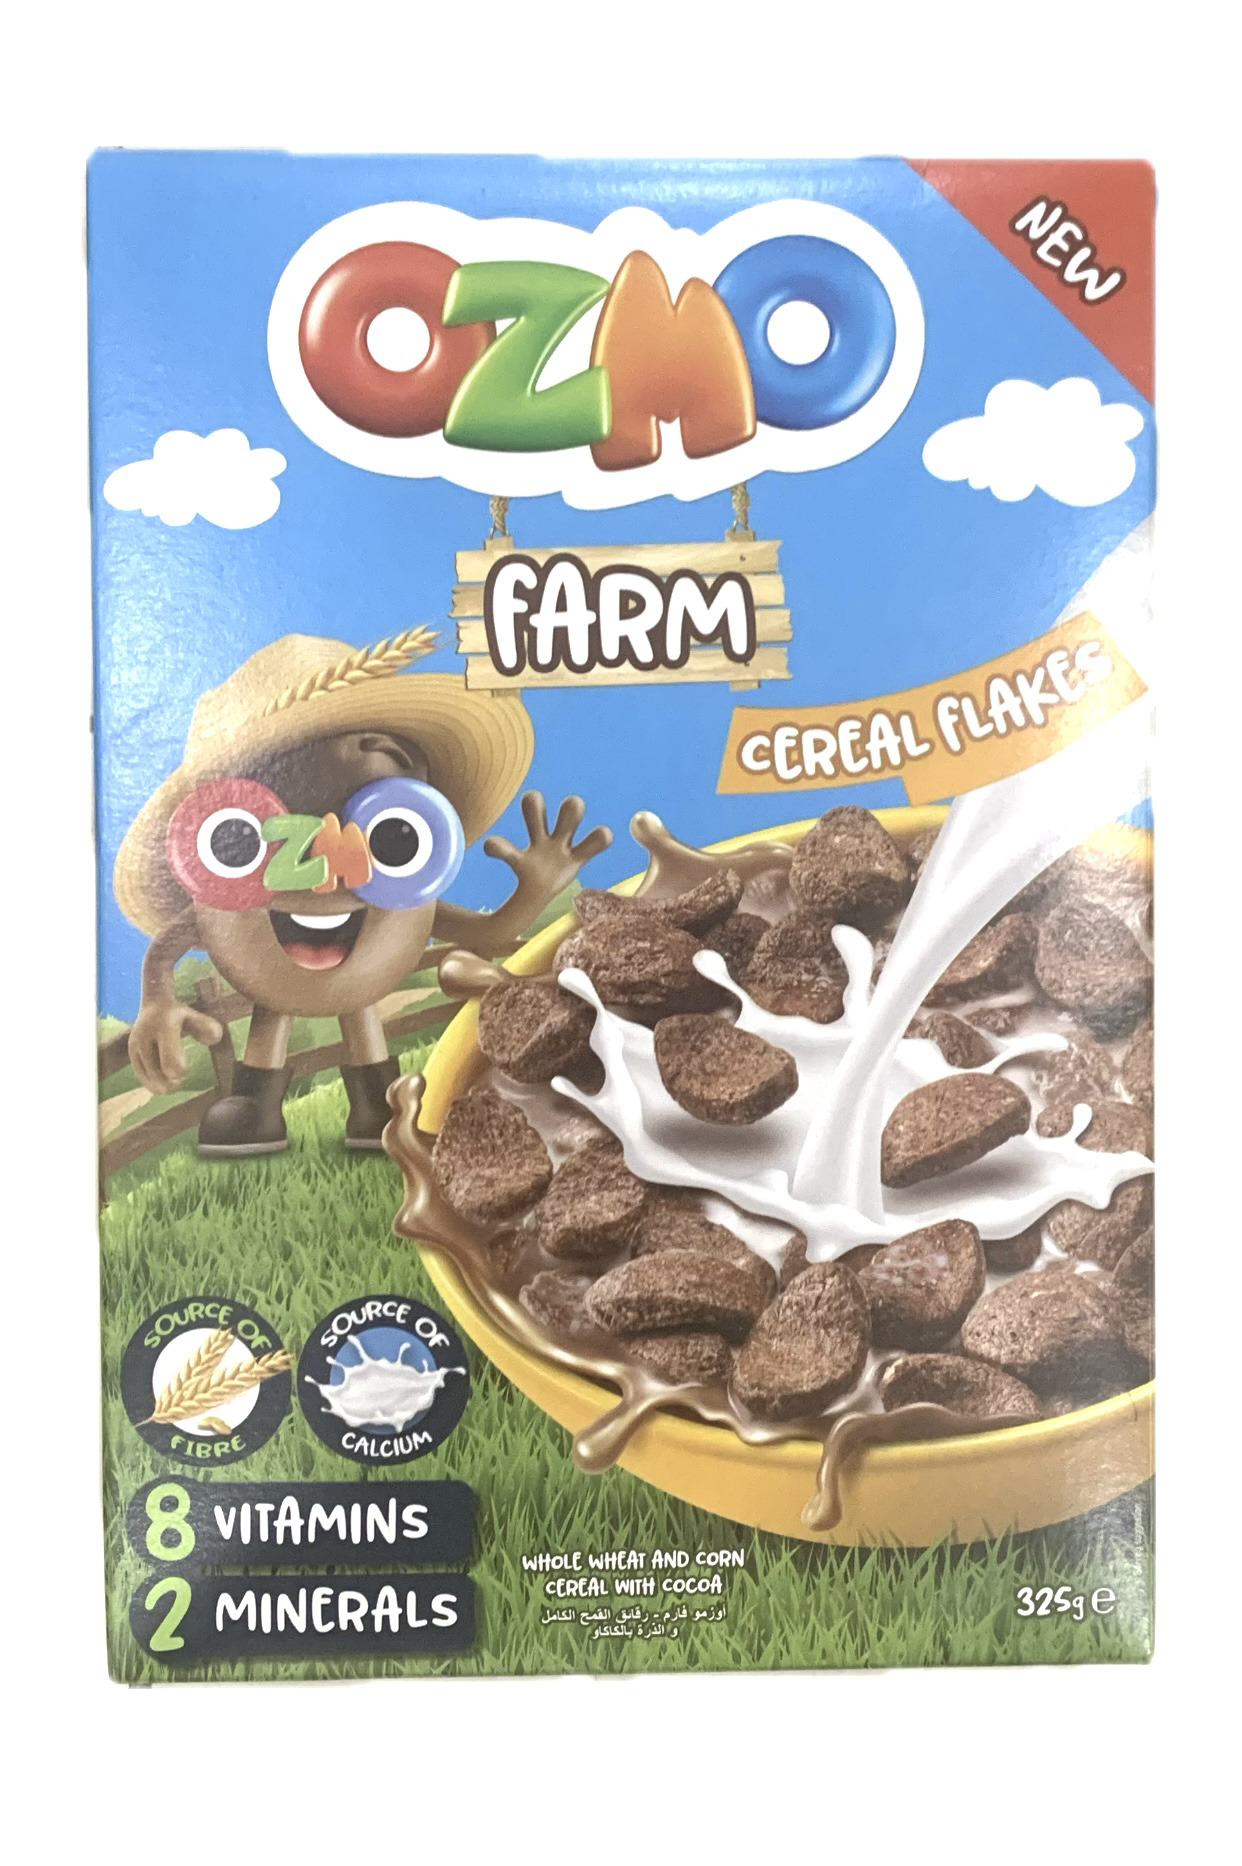 NEW
OZMO
FARM
CEREAL FLAKES
OZMO
SOURCE OF
FIBRE
SOURCE OF
CALCIUM
8 VITAMINS
2 MINERALS
WHOLE WHEAT AND CORN
CEREAL WITH COCOA
أوزمو فارم - رقائق القمح الكامل
و الذرة بالكاكاو
325g e